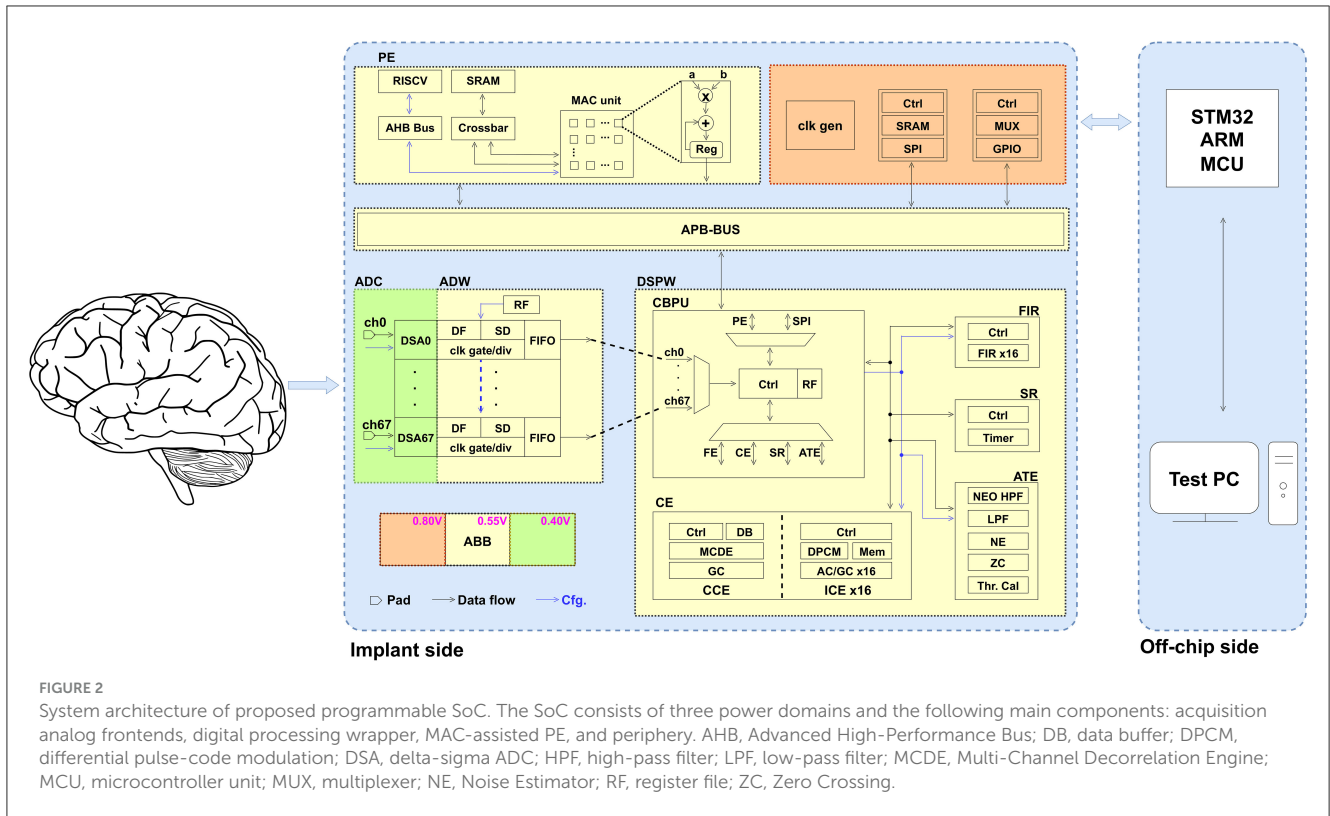 PE
RISCV
SRAM
AHB Bus
Crossbar
MAC unit
a
b
X
+
Reg
clk gen
Ctrl
SRAM
SPI
Ctrl
MUX
GPIO
STM32
ARM
MCU
APB-BUS
ADC
ADW
RF
ch0
DSA0
DF
SD
clk gate/div
FIFO
ch67
DSA67
DF
SD
clk gate/div
FIFO
DSPW
CBPU
PE
SPI
ch0
ch67
Ctrl
RF
FE
CE
SR
ATE
FIR
Ctrl
FIR x16
SR
Ctrl
Timer
ATE
NEO HPF
LPF
NE
ZC
Thr. Cal
CE
Ctrl
DB
MCDE
GC
CCE
Ctrl
DPCM
Mem
AC/GC x16
ICE x16
Test PC
0.80V
0.55V
0.40V
ABB
Pad
Data flow
Cfg.
Implant side
Off-chip side
FIGURE 2
System architecture of proposed programmable SoC. The SoC consists of three power domains and the following main components: acquisition
analog frontends, digital processing wrapper, MAC-assisted PE, and periphery. AHB, Advanced High-Performance Bus; DB, data buffer; DPCM,
differential pulse-code modulation; DSA, delta-sigma ADC; HPF, high-pass filter; LPF, low-pass filter; MCDE, Multi-Channel Decorrelation Engine;
MCU, microcontroller unit; MUX, multiplexer; NE, Noise Estimator; RF, register file; ZC, Zero Crossing.